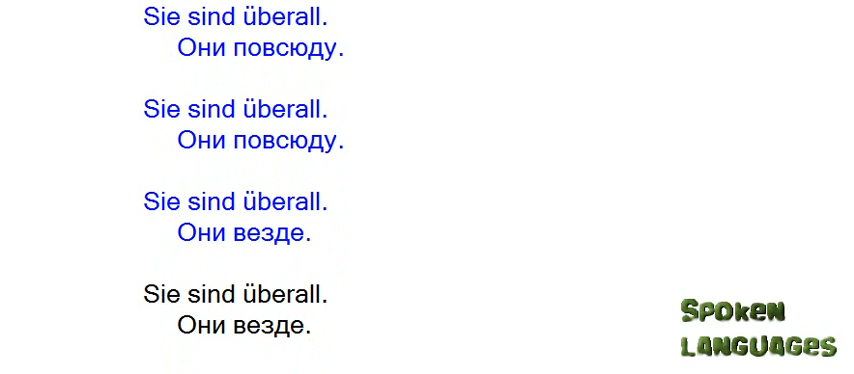 Sie sind überall.
Они повсюду.
Sie sind überall.
Они повсюду.
Sie sind überall.
Они везде.
Sie sind überall.
Они везде.
SPOKEN
LANGUAGES